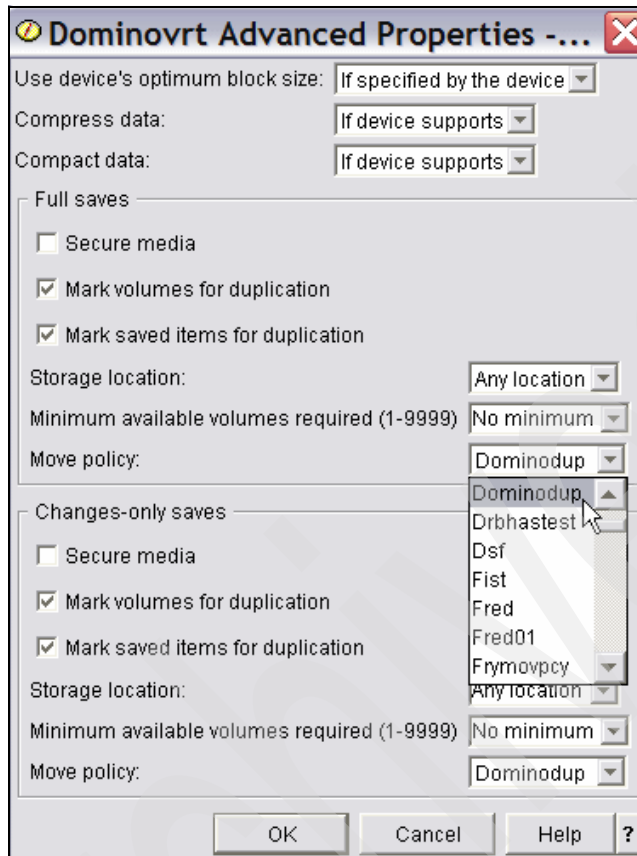 Dominovrt Advanced Properties -...
Use device's optimum block size: If specified by the device
Compress data: If device supports
Compact data: If device supports
Full saves
Secure media
Mark volumes for duplication
Mark saved items for duplication
Storage location: Any location
Minimum available volumes required (1-9999) No minimum
Move policy: Dominodup
Dominodup
Drbhastest
Dsf
Fist
Fred
Fred01
Frymovpcy
Changes-only saves
Secure media
Mark volumes for duplication
Mark saved items for duplication
Storage location: Any location
Minimum available volumes required (1-9999) No minimum
Move policy: Dominodup
OK Cancel Help ?